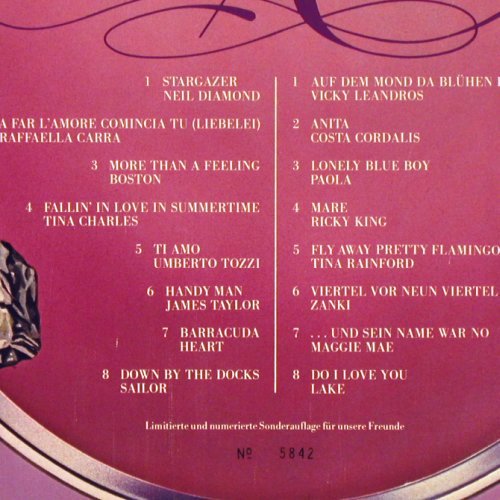 1 STARGAZER
NEIL DIAMOND
A FAR L'AMORE COMINCIA TU (LIEBELEI)
RAFFAELLA CARRA
3 MORE THAN A FEELING
BOSTON
4 FALLIN' IN LOVE IN SUMMERTIME
TINA CHARLES
5 TI AMO
UMBERTO TOZZI
6 HANDY MAN
JAMES TAYLOR
7 BARRACUDA
HEART
8 DOWN BY THE DOCKS
SAILOR
1 AUF DEM MOND DA BLÜHEN
VICKY LEANDROS
2 ANITA
COSTA CORDALIS
3 LONELY BLUE BOY
PAOLA
4 MARE
RICKY KING
5 FLY AWAY PRETTY FLAMINGO
TINA RAINFORD
6 VIERTEL VOR NEUN VIERTEL
ZANKI
7 ...UND SEIN NAME WAR NO
MAGGIE MAE
8 DO I LOVE YOU
LAKE
Limitierte und numerierte Sonderauflage für unsere Freunde
Nº 5842